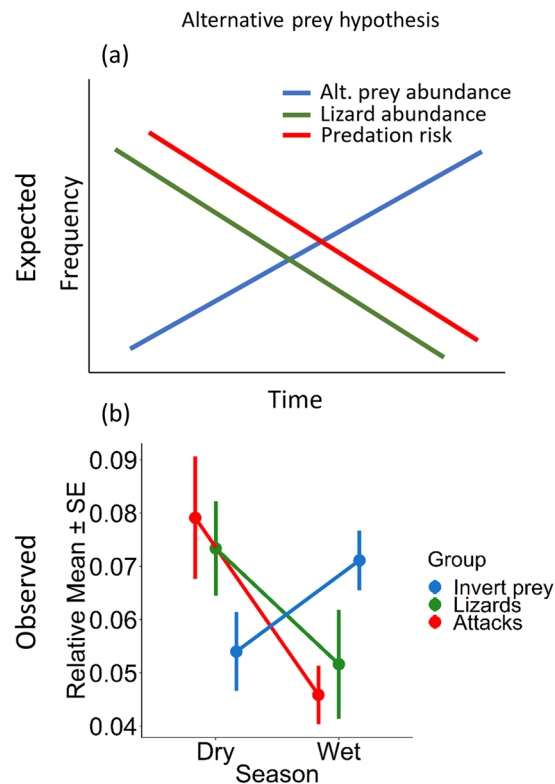 Alternative prey hypothesis
(a)
Alt. prey abundance
Lizard abundance
Predation risk
Expected
Frequency
Time
(b)
Observed
Relative Mean ± SE
0.09
0.08
0.07
0.06
0.05
0.04
Group
Invert prey
Lizards
Attacks
Dry
Wet
Season